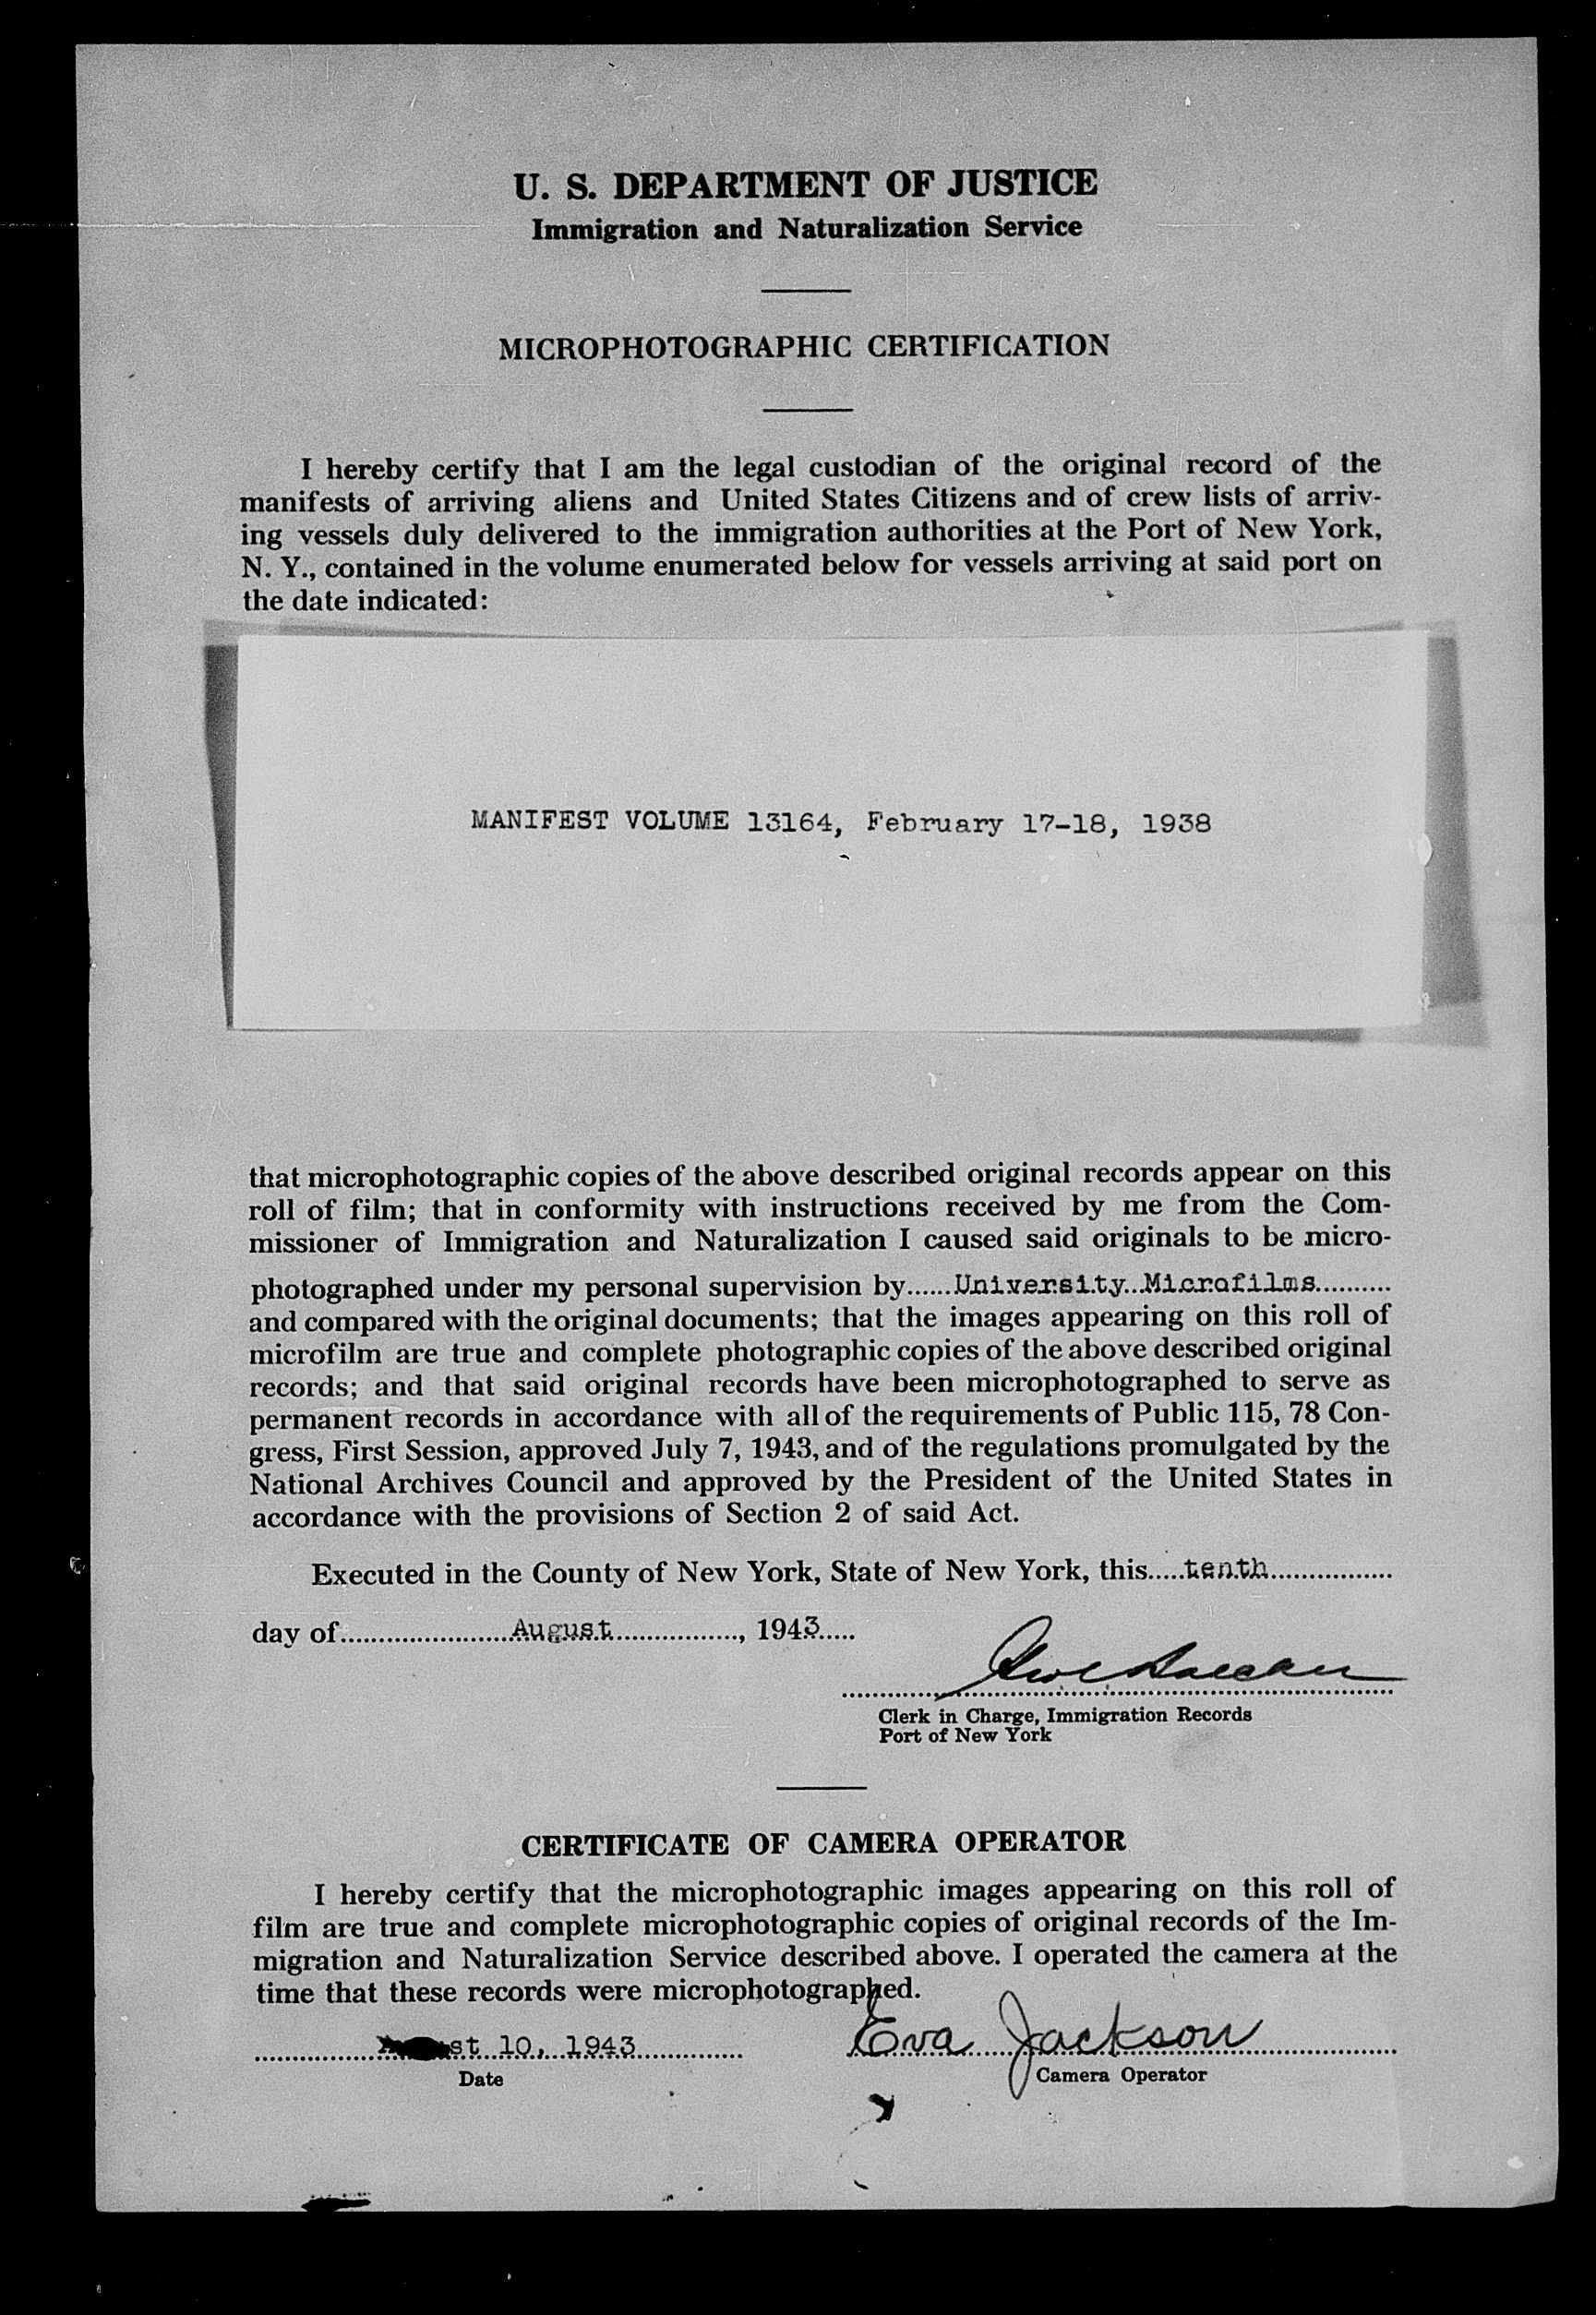 U. S. DEPARTMENT OF JUSTICE
Immigration and Naturalization Service
MICROPHOTOGRAPHIC CERTIFICATION
I hereby certify that I am the legal custodian of the original record of the
manifests of arriving aliens and United States Citizens and of crew lists of arriv-
ing vessels duly delivered to the immigration authorities at the Port of New York,
N. Y., contained in the volume enumerated below for vessels arriving at said port on
the date indicated:
MANIFEST VOLUME 13164, February 17-18, 1938
that microphotographic copies of the above described original records appear on this
roll of film; that in conformity with instructions received by me from the Com-
missioner of Immigration and Naturalization I caused said originals to be micro-
photographed under my personal supervision by......University Microfilms..........
and compared with the original documents; that the images appearing on this roll of
microfilm are true and complete photographic copies of the above described original
records; and that said original records have been microphotographed to serve as
permanent records in accordance with all of the requirements of Public 115, 78 Con-
gress, First Session, approved July 7, 1943, and of the regulations promulgated by the
National Archives Council and approved by the President of the United States in
accordance with the provisions of Section 2 of said Act.
Executed in the County of New York, State of New York, this.....tenth................
day of.......................August................., 1943.....
Clerk in Charge, Immigration Records
Port of New York
CERTIFICATE OF CAMERA OPERATOR
I hereby certify that the microphotographic images appearing on this roll of
film are true and complete microphotographic copies of original records of the Im-
migration and Naturalization Service described above. I operated the camera at the
time that these records were microphotographed.
August 10, 1943 Eva Jackson
Date Camera Operator